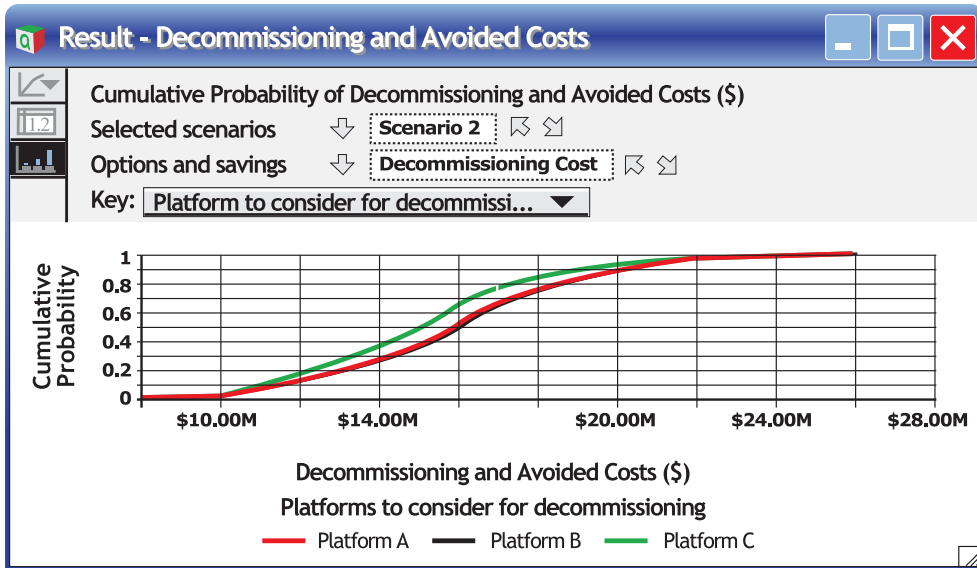 Result - Decommissioning and Avoided Costs
Cumulative Probability of Decommissioning and Avoided Costs ($)
Selected scenarios Scenario 2
Options and savings Decommissioning Cost
Key: Platform to consider for decommissi...
1.2
Cumulative Probability
1
0.8
0.6
0.4
0.2
0
$10.00M $14.00M $20.00M $24.00M $28.00M
Decommissioning and Avoided Costs ($)
Platforms to consider for decommissioning
Platform A Platform B Platform C